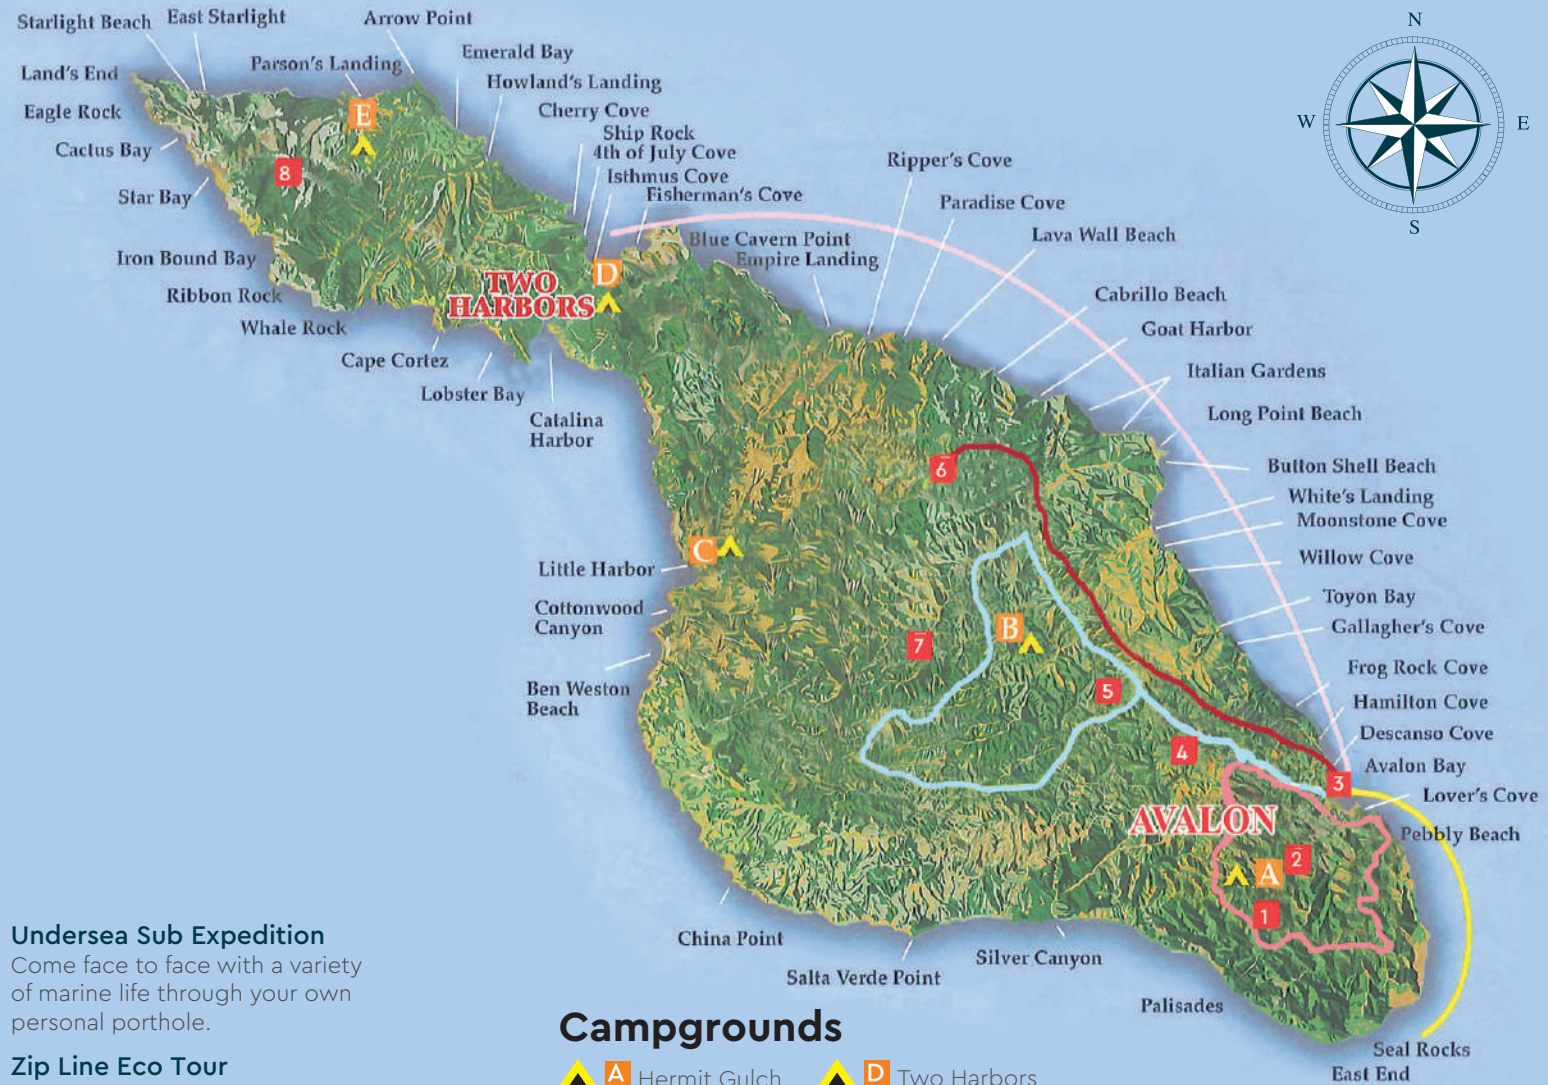 Starlight Beach
East Starlight
Arrow Point
Land's End
Parson's Landing
Emerald Bay
Howland's Landing
Eagle Rock
Cherry Cove
Cactus Bay
Ship Rock
4th of July Cove
Isthmus Cove
Fisherman's Cove
Star Bay
Ripper's Cove
Paradise Cove
Lava Wall Beach
Blue Cavern Point
Empire Landing
Iron Bound Bay
Ribbon Rock
Whale Rock
TWO
HARBORS
Cabrillo Beach
Goat Harbor
Cape Cortez
Lobster Bay
Catalina
Harbor
Italian Gardens
Long Point Beach
Button Shell Beach
White's Landing
Moonstone Cove
Willow Cove
Little Harbor
Cottonwood
Canyon
Toyon Bay
Gallagher's Cove
Ben Weston
Beach
Frog Rock Cove
Hamilton Cove
Descanso Cove
Avalon Bay
Lover's Cove
Pebbly Beach
AVALON
China Point
Salta Verde Point
Silver Canyon
Palisades
Seal Rocks
East End
N
W
E
S
E
8
D
6
C
B
7
5
4
3
2
A
1
Undersea Sub Expedition
Come face to face with a variety
of marine life through your own
personal porthole.
Zip Line Eco Tour
Campgrounds
A Hermit Gulch
D Two Harbors